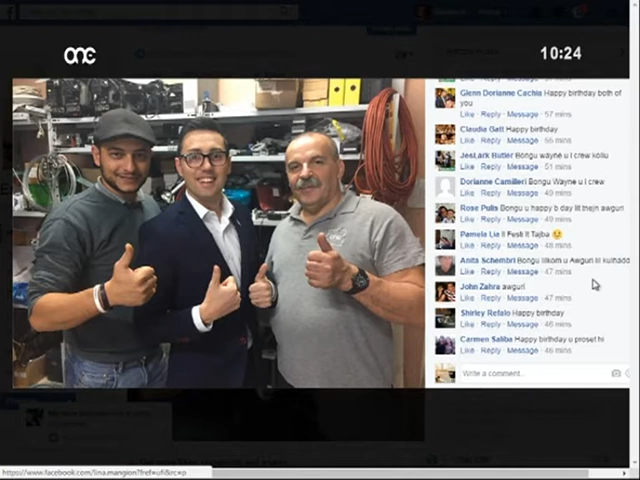 one
10:24
Glenn Dorianne Cachia Happy birthday both of
you
Like · Reply · Message · 57 mins
Claudia Gatt Happy birthday
Like · Reply · Message · 55 mins
JesLark Butler Bongu wayne u l crew kollu
Like · Reply · Message · 51 mins
Dorianne Camilleri Bongu Wayne u l crew
Like · Reply · Message · 49 mins
Rose Pulis Bongu u happy b day lit tnejn awguri
Like · Reply · Message · 49 mins
Pamela Lie Il Festi It Tajba
Like · Reply · Message · 48 mins
Anita Schembri Bongu lilkom u Awguri lil kulhadd
Like · Reply · Message · 47 mins
John Zahra awguri
Like · Reply · Message · 47 mins
Shirley Refalo Happy birthday
Like · Reply · Message · 46 mins
Carmen Saliba Happy birthday u proset hi
Like · Reply · Message · 46 mins
Write a comment...
https://www.facebook.com/lina.mangion?fref=ufi&rc=p